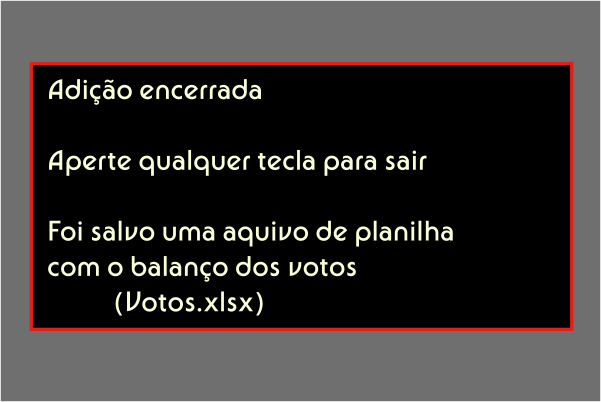 Adição encerrada
Aperte qualquer tecla para sair
Foi salvo uma aquivo de planilha
com o balanço dos votos
(Votos.xlsx)